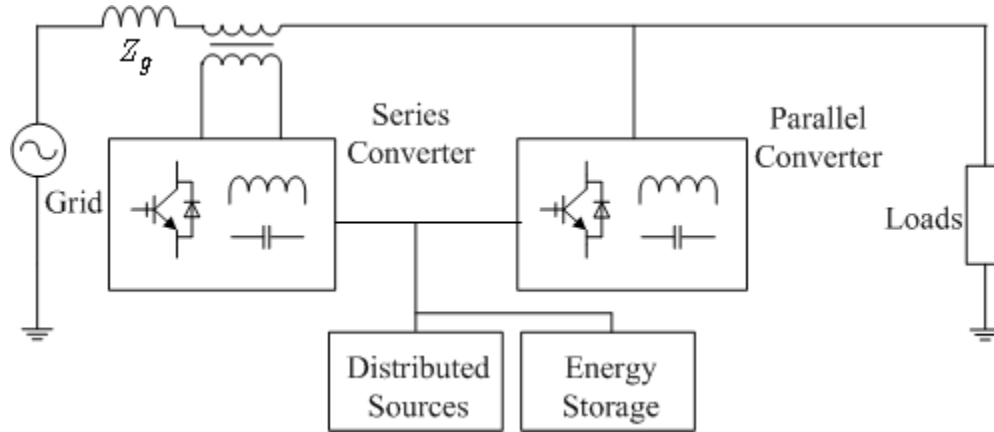 Z_g
Series
Converter
Parallel
Converter
Grid
Loads
Distributed
Sources
Energy
Storage